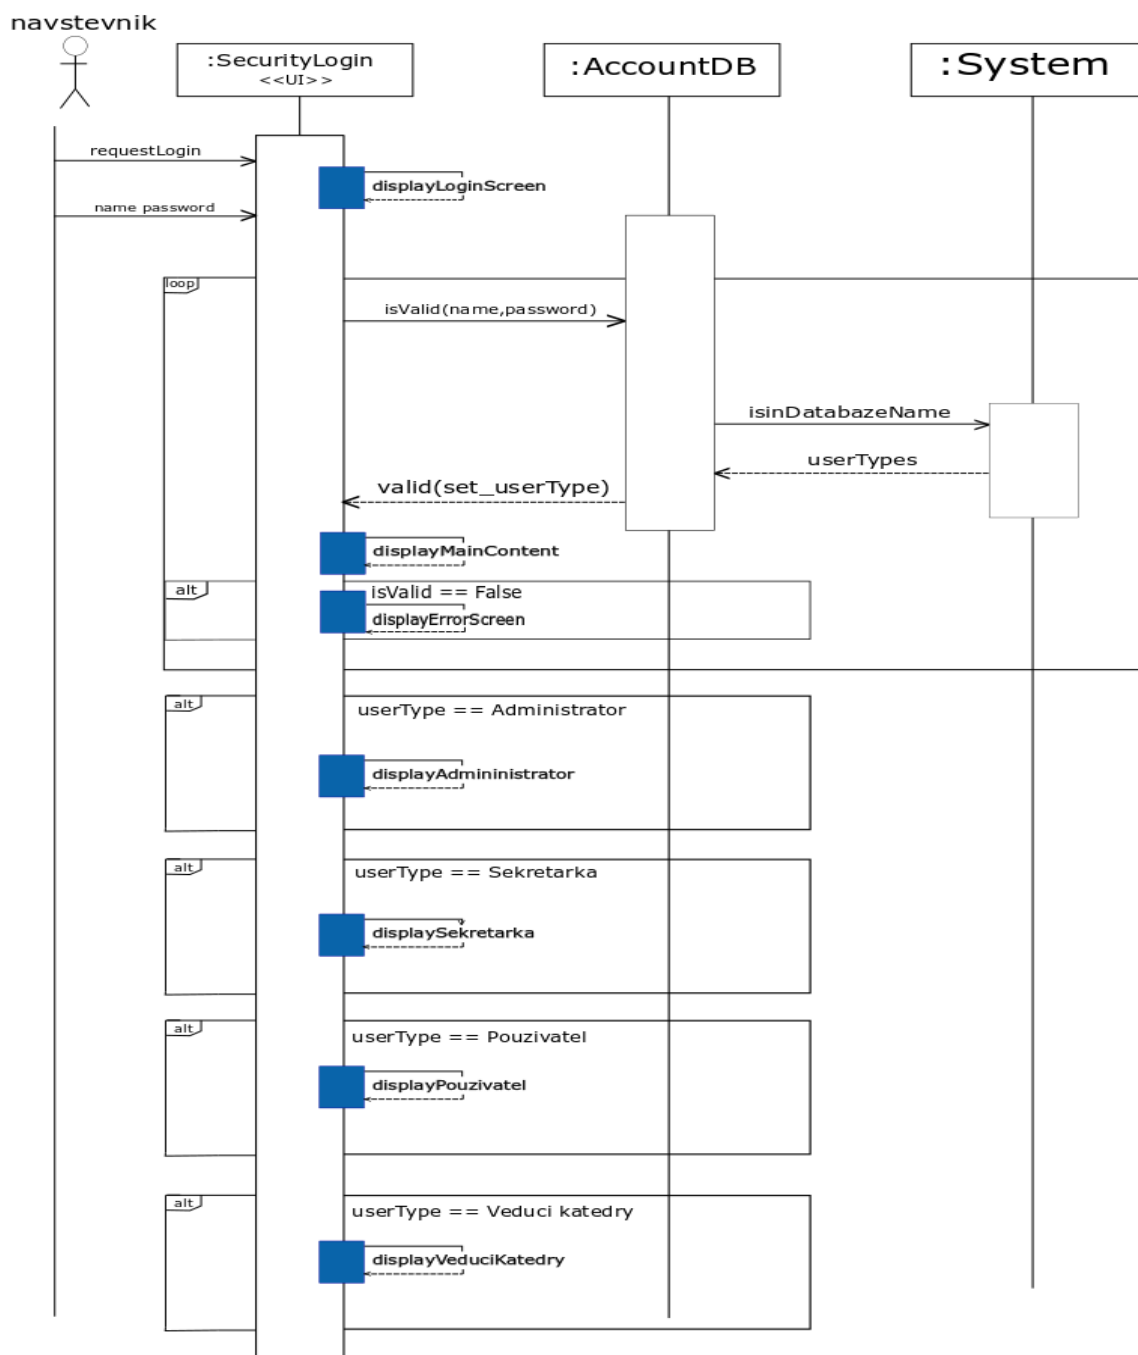 navstevnik
:SecurityLogin
<<UI>>
:AccountDB
:System
requestLogin
displayLoginScreen
name password
loop
isValid(name,password)
isinDatabazeName
userTypes
valid(set_userType)
displayMainContent
alt
isValid == False
displayErrorScreen
alt
userType == Administrator
displayAdmininistrator
alt
userType == Sekretarka
displaySekretarka
alt
userType == Pouzivatel
displayPouzivatel
alt
userType == Veduci katedry
displayVeduciKatedry